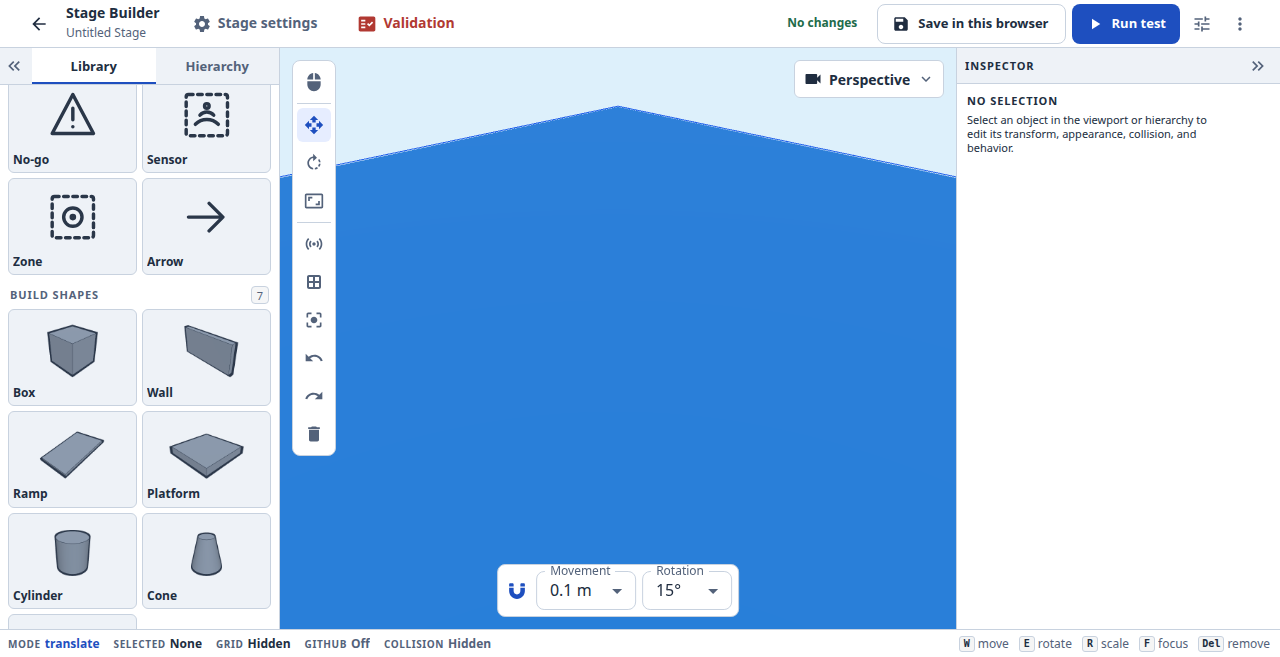 Stage Builder
Untitled Stage
Stage settings
Validation
No changes
Save in this browser
Run test
Library
Hierarchy
No-go
Sensor
Zone
Arrow
BUILD SHAPES
7
Box
Wall
Ramp
Platform
Cylinder
Cone
Perspective
Movement
0.1 m
Rotation
15°
INSPECTOR
NO SELECTION
Select an object in the viewport or hierarchy to
edit its transform, appearance, collision, and
behavior.
MODE translate
SELECTED None
GRID Hidden
GITHUB Off
COLLISION Hidden
W move
E rotate
R scale
F focus
Del remove